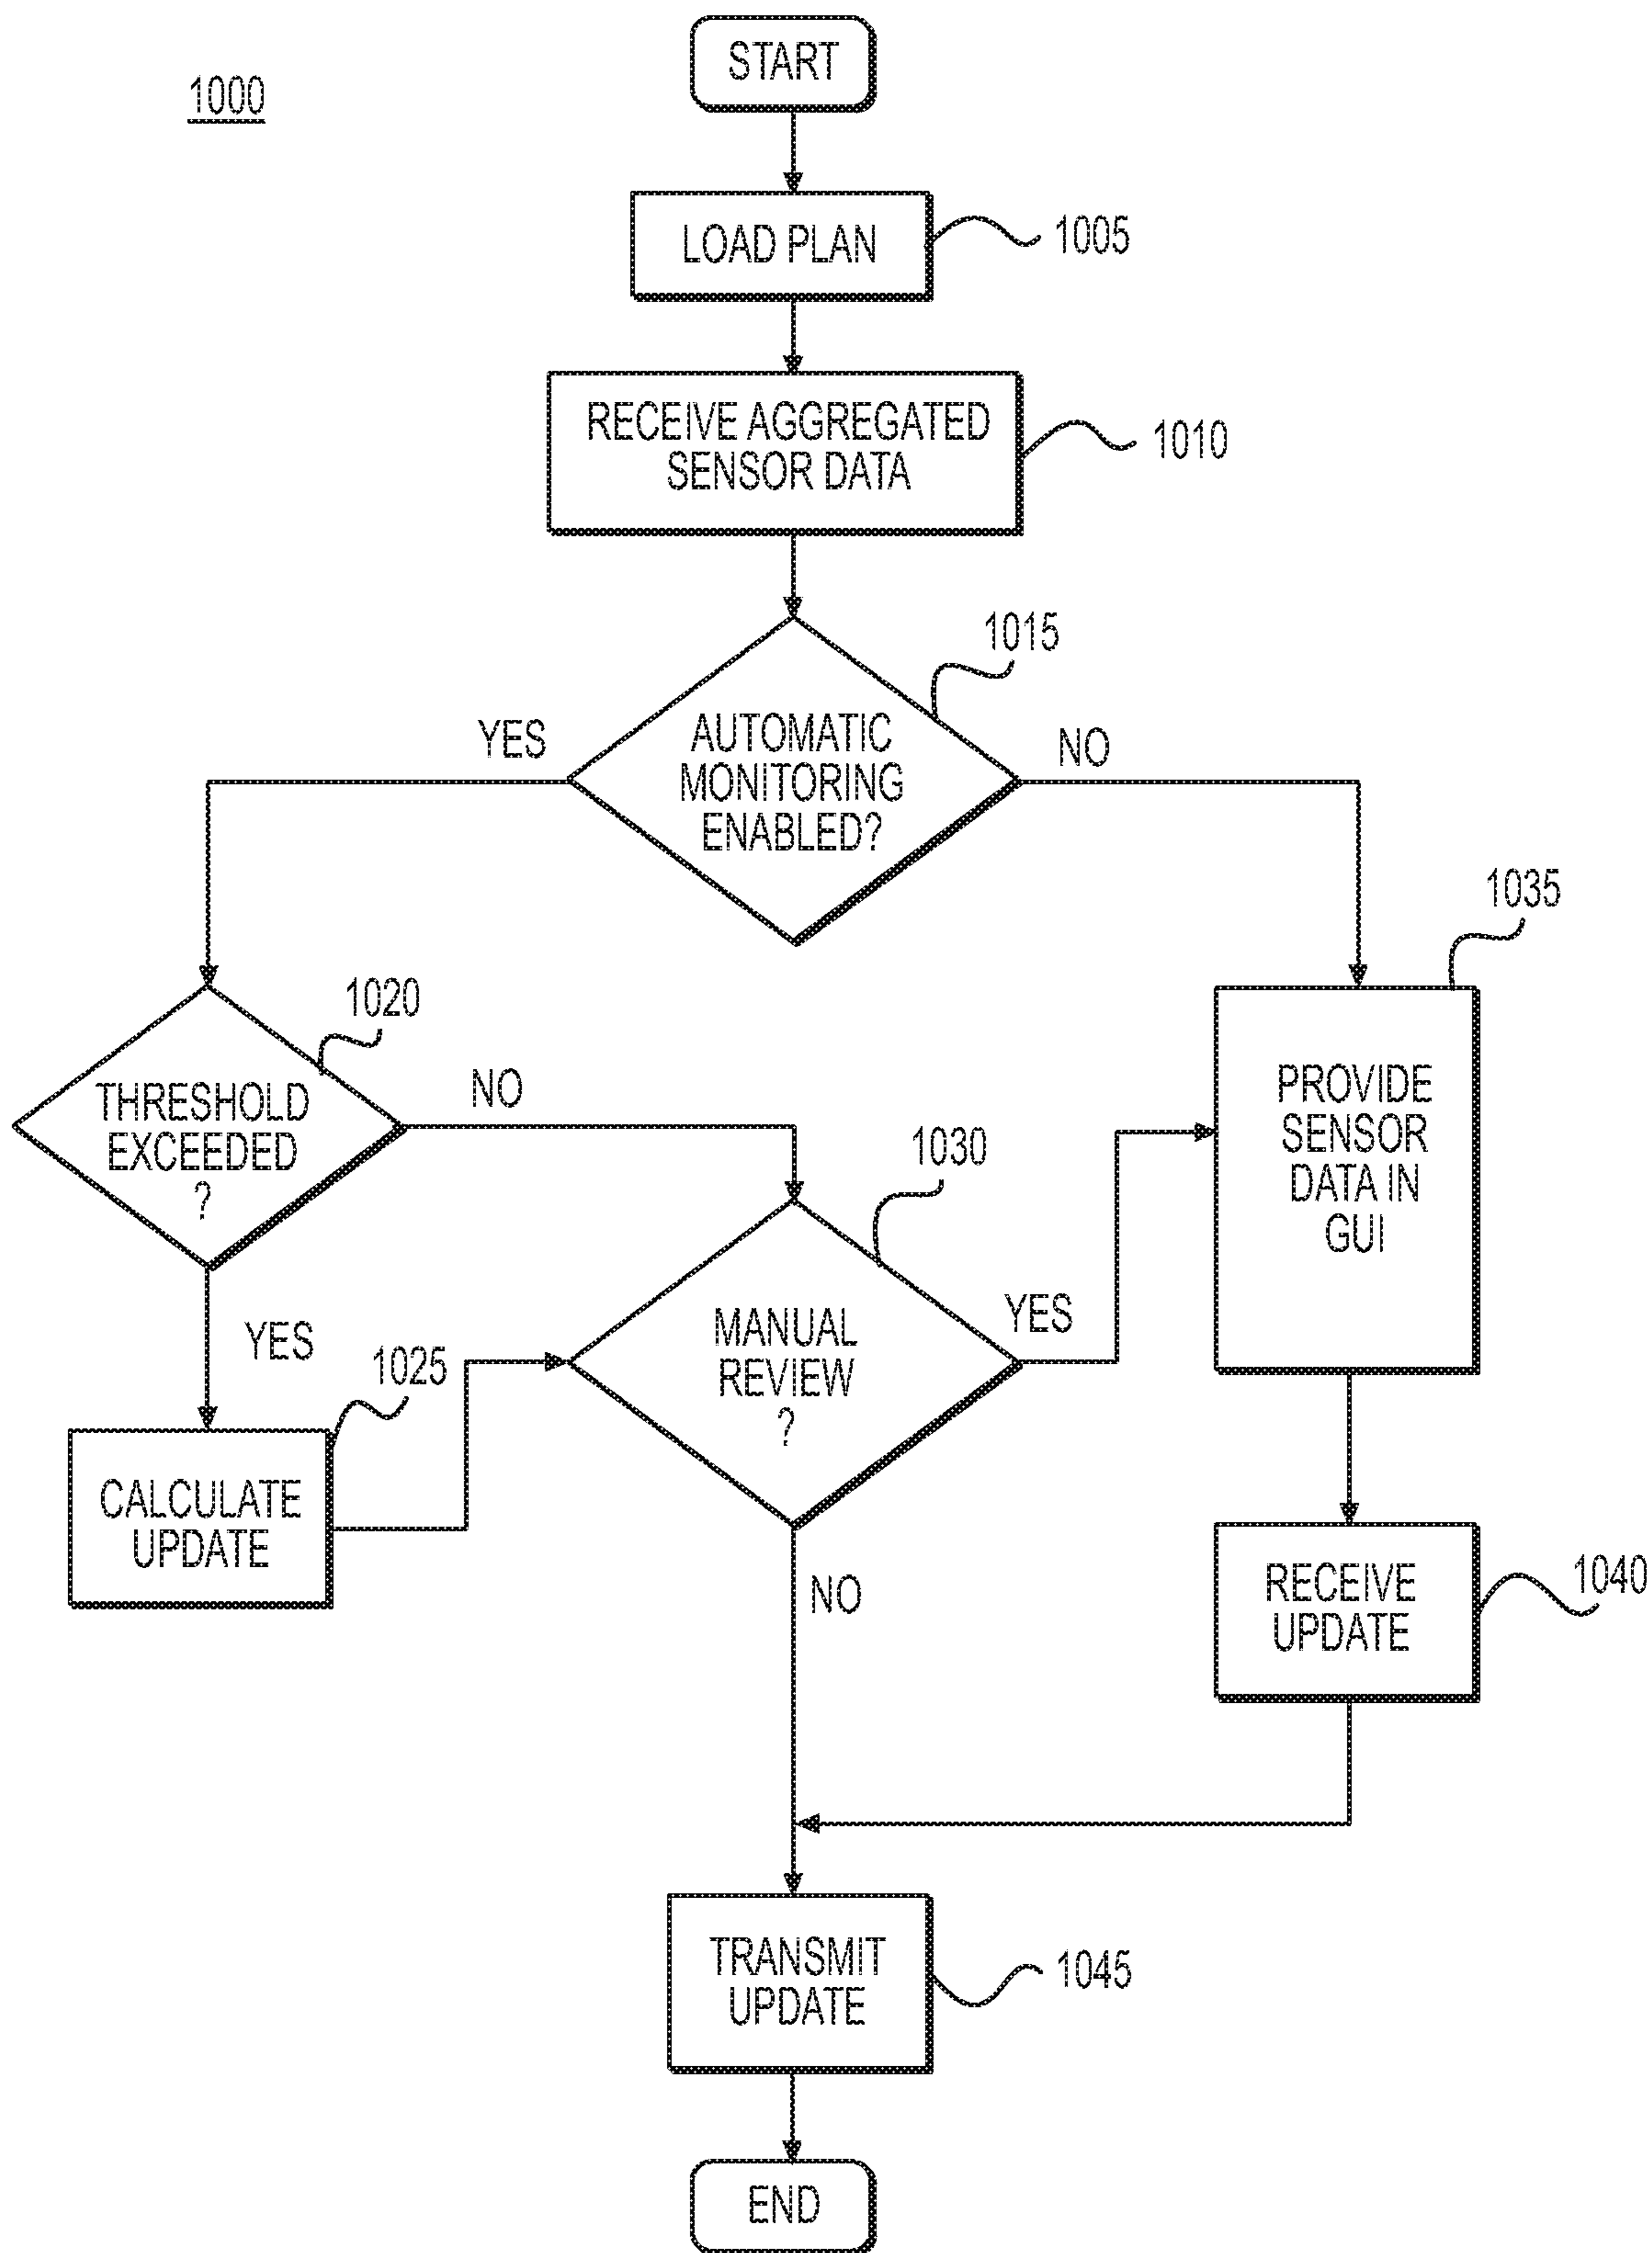 START
1000
LOAD PLAN
1005
RECEIVE AGGREGATED
SENSOR DATA
1010
1015
AUTOMATIC
MONITORING
ENABLED?
YES
NO
1035
1020
THRESHOLD
EXCEEDED
?
NO
PROVIDE
SENSOR
DATA IN
GUI
1030
MANUAL
REVIEW
?
YES
YES
1025
CALCULATE
UPDATE
NO
RECEIVE
UPDATE
1040
TRANSMIT
UPDATE
1045
END